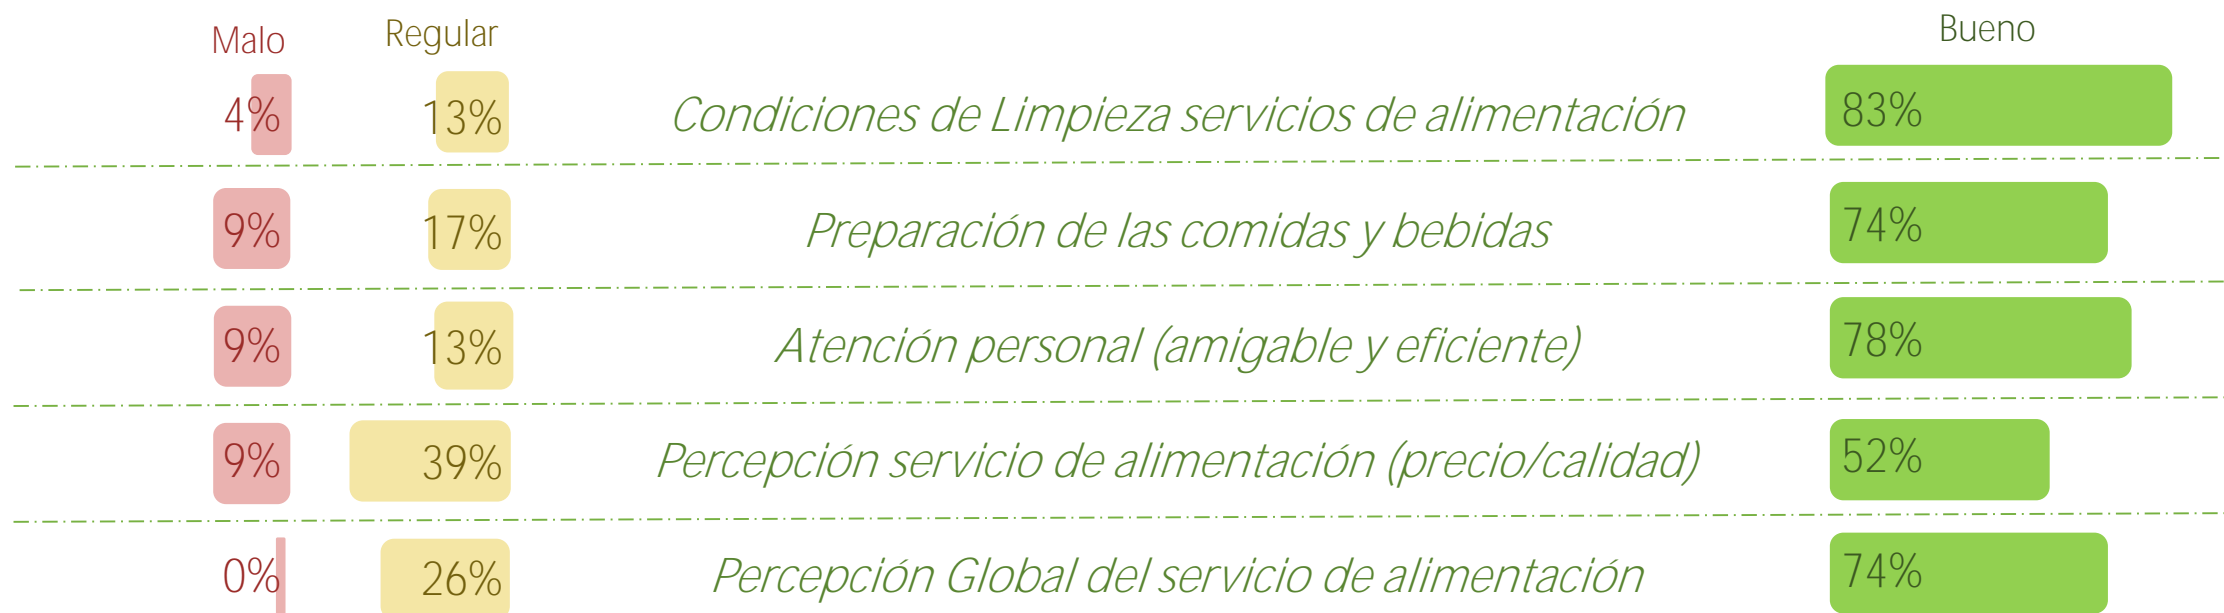 Malo Regular Bueno
4% 13% Condiciones de Limpieza servicios de alimentación 83%
9% 17% Preparación de las comidas y bebidas 74%
9% 13% Atención personal (amigable y eficiente) 78%
9% 39% Percepción servicio de alimentación (precio/calidad) 52%
0% 26% Percepción Global del servicio de alimentación 74%